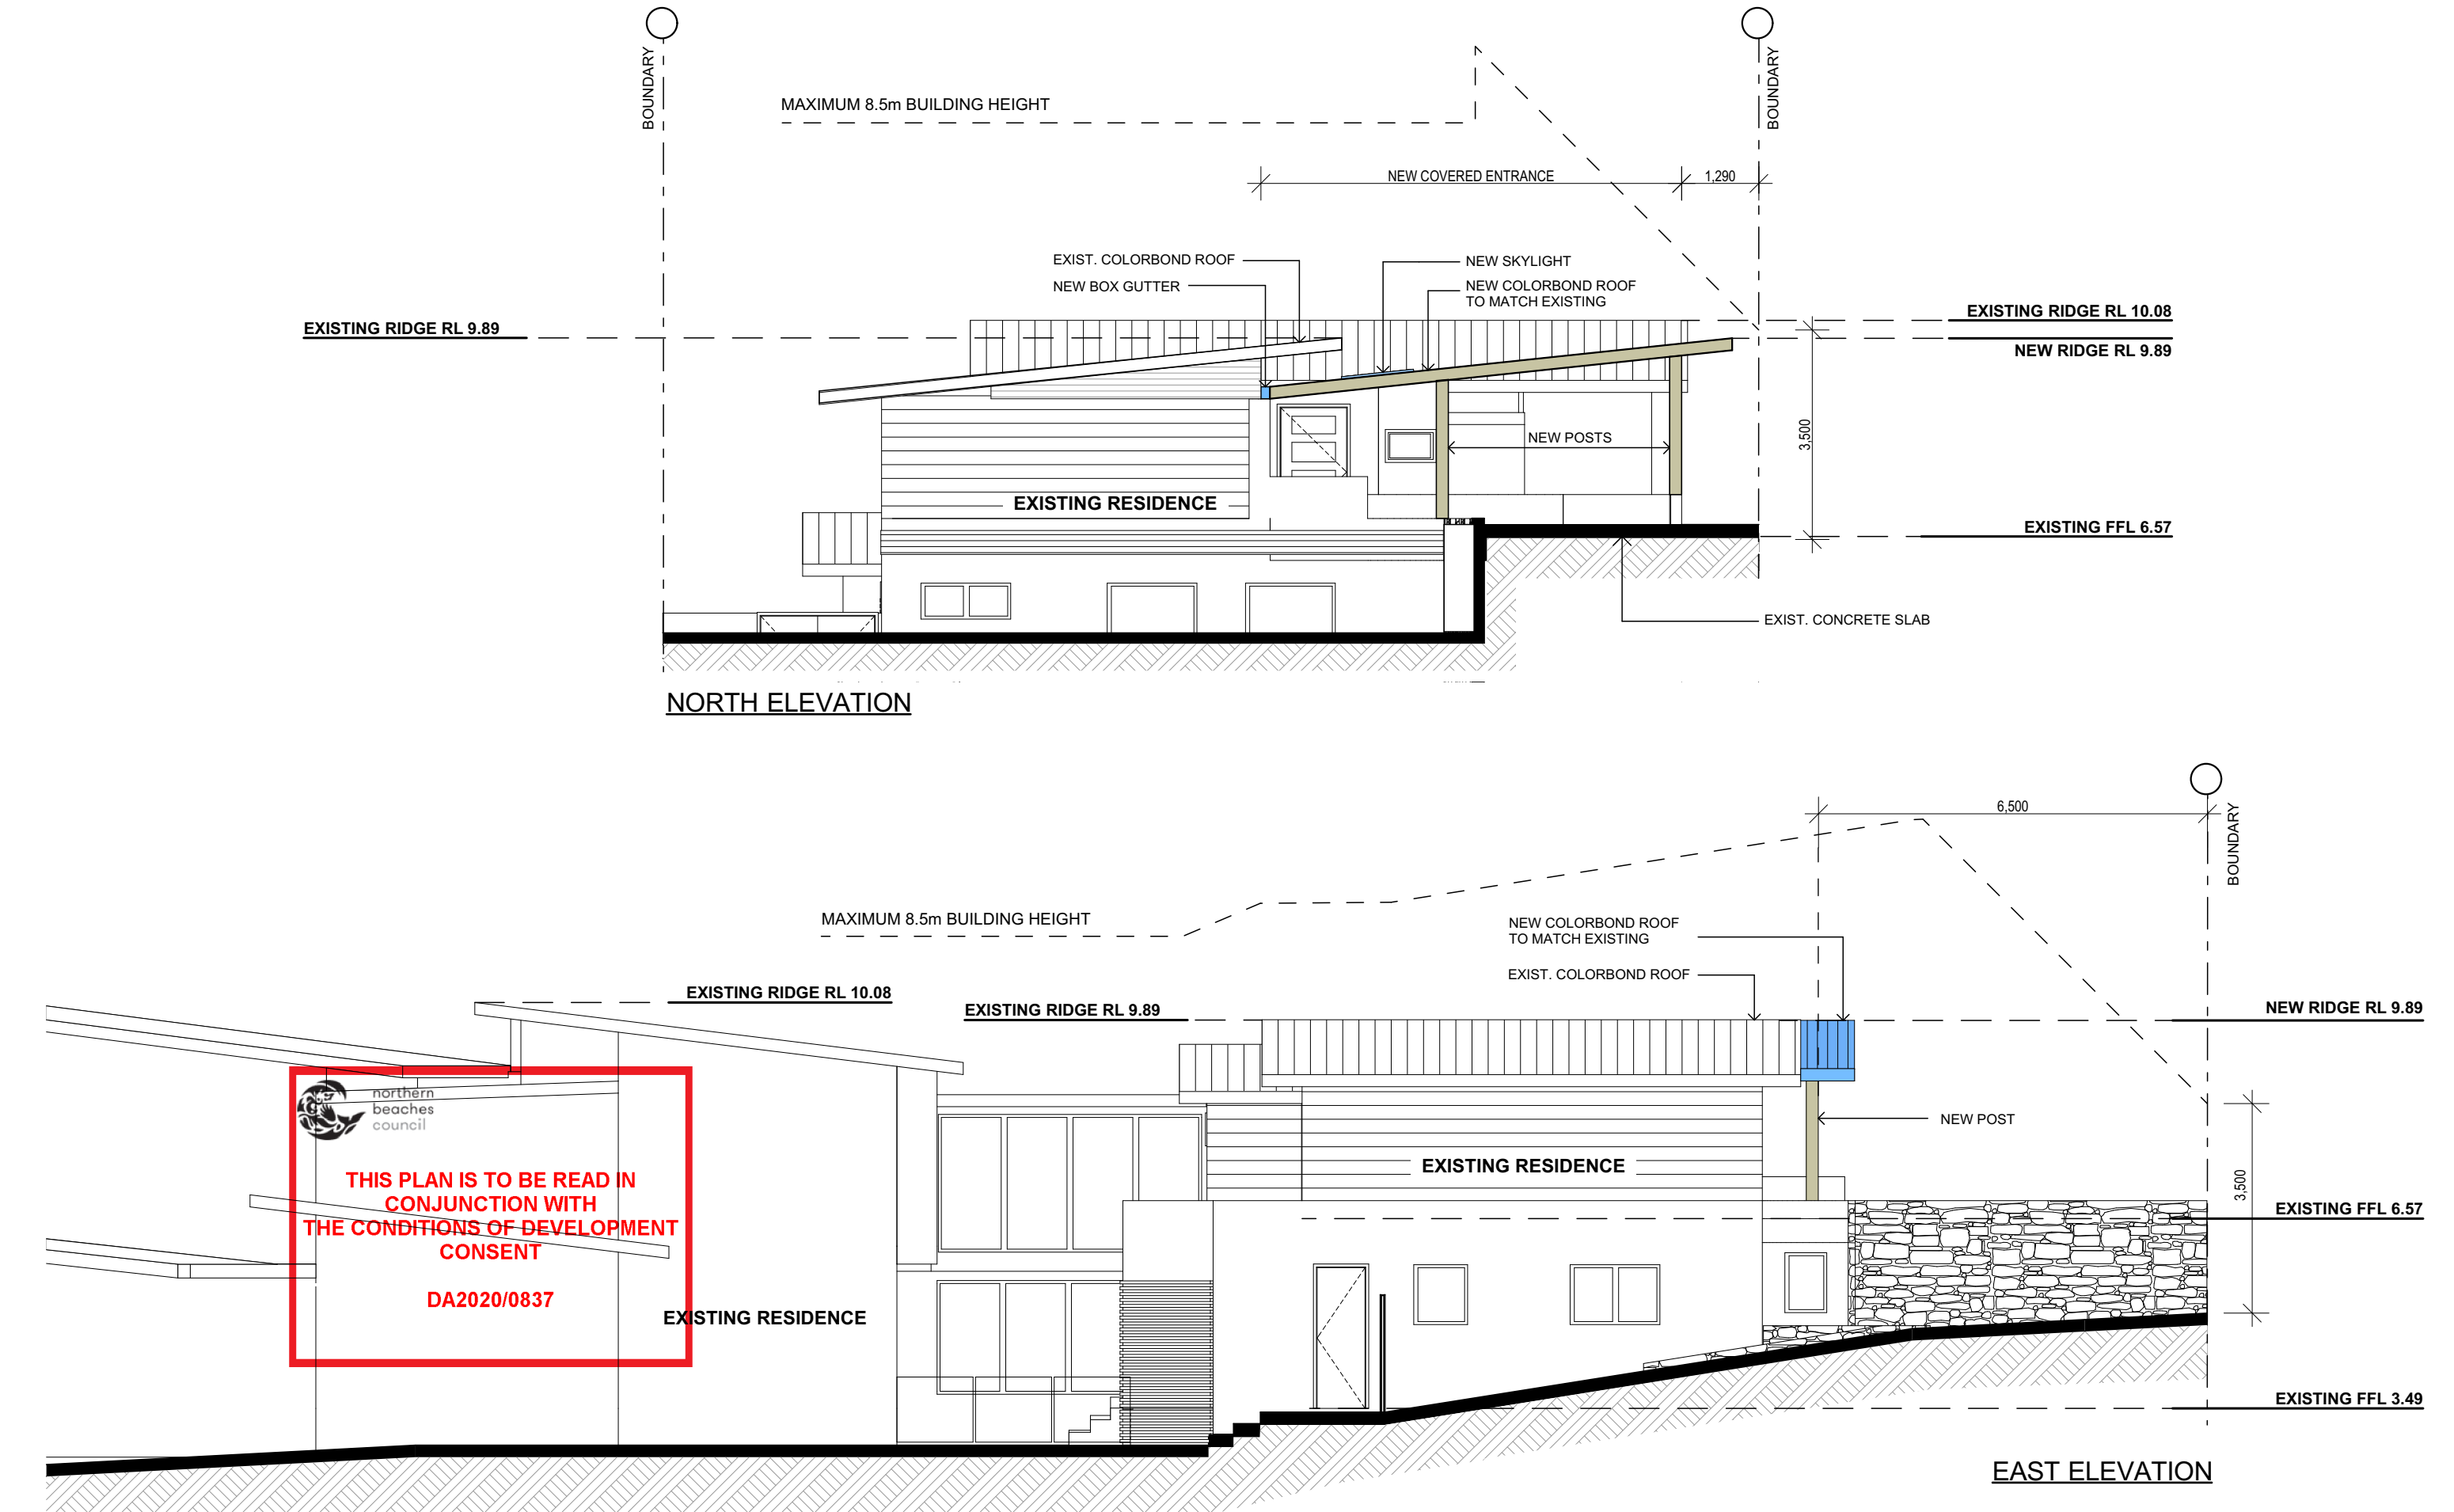 BOUNDARY
BOUNDARY
MAXIMUM 8.5m BUILDING HEIGHT
NEW COVERED ENTRANCE
1,290
EXIST. COLORBOND ROOF
NEW BOX GUTTER
NEW SKYLIGHT
NEW COLORBOND ROOF
TO MATCH EXISTING
EXISTING RIDGE RL 9.89
EXISTING RIDGE RL 10.08
NEW RIDGE RL 9.89
3,500
NEW POSTS
EXISTING RESIDENCE
EXISTING FFL 6.57
EXIST. CONCRETE SLAB
NORTH ELEVATION
6,500
BOUNDARY
MAXIMUM 8.5m BUILDING HEIGHT
NEW COLORBOND ROOF
TO MATCH EXISTING
EXIST. COLORBOND ROOF
EXISTING RIDGE RL 10.08
EXISTING RIDGE RL 9.89
NEW RIDGE RL 9.89
northern
beaches
council
NEW POST
EXISTING RESIDENCE
THIS PLAN IS TO BE READ IN
CONJUNCTION WITH
THE CONDITIONS OF DEVELOPMENT
CONSENT
DA2020/0837
3,500
EXISTING FFL 6.57
EXISTING RESIDENCE
EXISTING FFL 3.49
EAST ELEVATION